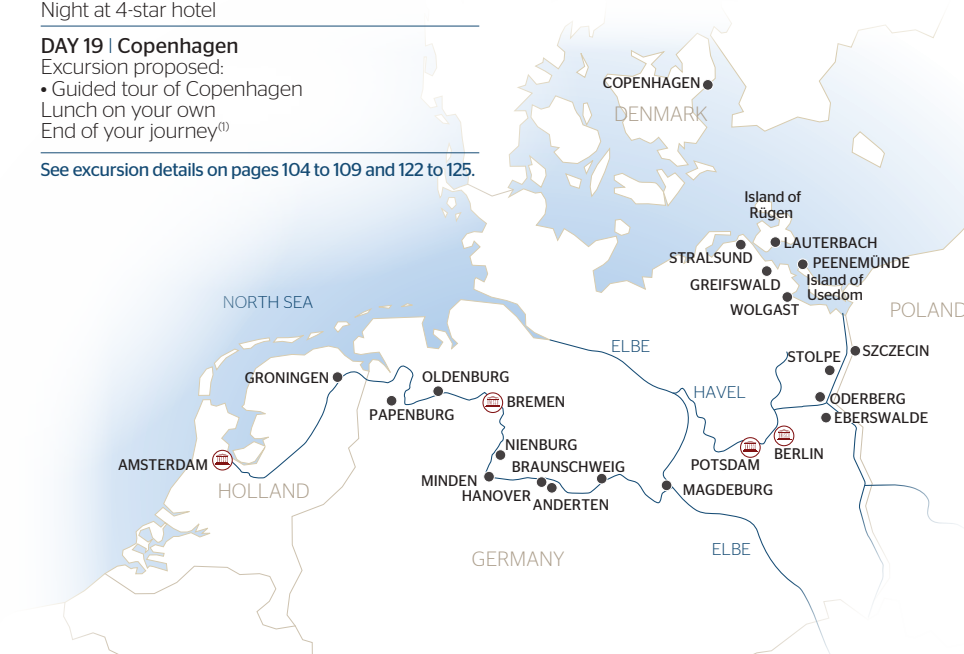 Night at 4-star hotel
DAY 19 | Copenhagen
Excursion proposed:
• Guided tour of Copenhagen
Lunch on your own
End of your journey(1)
See excursion details on pages 104 to 109 and 122 to 125.
COPENHAGEN
DENMARK
Island of
Rügen
LAUTERBACH
STRALSUND
PEENEMÜNDE
GREIFSWALD
Island of
Usedom
WOLGAST
NORTH SEA
POLAND
ELBE
STOLPE
SZCZECIN
GRONINGEN
OLDENBURG
HAVEL
PAPENBURG
BREMEN
ODERBERG
EBERSWALDE
NIENBURG
BERLIN
AMSTERDAM
BRAUNSCHWEIG
POTSDAM
MINDEN
HOLLAND
HANOVER
MAGDEBURG
ANDERTEN
ELBE
GERMANY